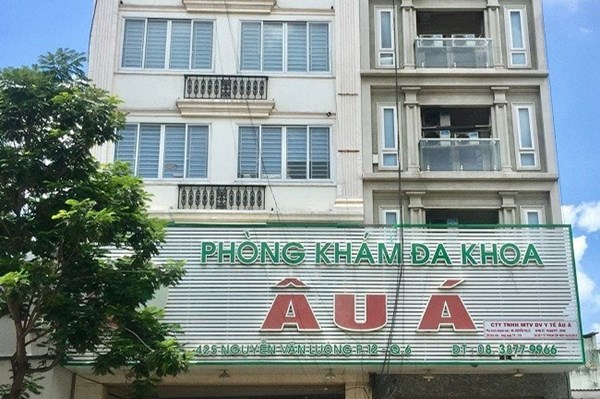 PHÒNG KHÁM ĐA KHOA
ÂU Á
CTY TNHH MTV DV Y TẾ ÂU Á
425 NGUYỄN VĂN LUÔNG P.12 - Q.6 ĐT: 08.3877 9966